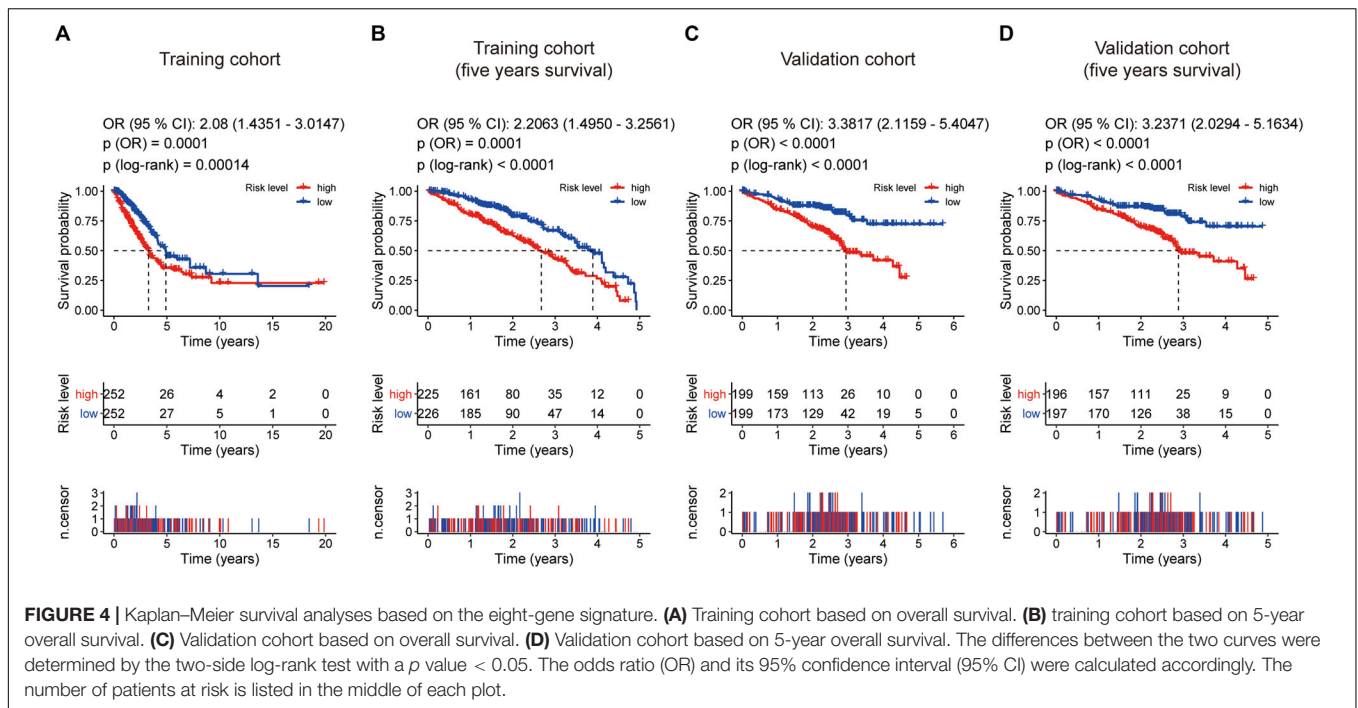 A
Training cohort
OR (95 % CI): 2.08 (1.4351 - 3.0147)
p (OR) = 0.0001
p (log-rank) = 0.00014
Risk level high low
Survival probability
1.00
0.75
0.50
0.25
0.00
0 5 10 15 20
Time (years)
Risk level
high 252 26 4 2 0
low 252 27 5 1 0
0 5 10 15 20
Time (years)
n.censor
3
2
1
0
0 5 10 15 20
Time (years)
B
Training cohort
(five years survival)
OR (95 % CI): 2.2063 (1.4950 - 3.2561)
p (OR) = 0.0001
p (log-rank) < 0.0001
Risk level high low
Survival probability
1.00
0.75
0.50
0.25
0.00
0 1 2 3 4 5
Time (years)
Risk level
high 225 161 80 35 12 0
low 226 185 90 47 14 0
0 1 2 3 4 5
Time (years)
n.censor
3
2
1
0
0 1 2 3 4 5
Time (years)
C
Validation cohort
OR (95 % CI): 3.3817 (2.1159 - 5.4047)
p (OR) < 0.0001
p (log-rank) < 0.0001
Risk level high low
Survival probability
1.00
0.75
0.50
0.25
0.00
0 1 2 3 4 5 6
Time (years)
Risk level
high 199 159 113 26 10 0 0
low 199 173 129 42 19 5 0
0 1 2 3 4 5 6
Time (years)
n.censor
2
1
0
0 1 2 3 4 5 6
Time (years)
D
Validation cohort
(five years survival)
OR (95 % CI): 3.2371 (2.0294 - 5.1634)
p (OR) < 0.0001
p (log-rank) < 0.0001
Risk level high low
Survival probability
1.00
0.75
0.50
0.25
0.00
0 1 2 3 4 5
Time (years)
Risk level
high 196 157 111 25 9 0
low 197 170 126 38 15 0
0 1 2 3 4 5
Time (years)
n.censor
2
1
0
0 1 2 3 4 5
Time (years)
FIGURE 4 | Kaplan–Meier survival analyses based on the eight-gene signature. (A) Training cohort based on overall survival. (B) training cohort based on 5-year
overall survival. (C) Validation cohort based on overall survival. (D) Validation cohort based on 5-year overall survival. The differences between the two curves were
determined by the two-side log-rank test with a p value < 0.05. The odds ratio (OR) and its 95% confidence interval (95% CI) were calculated accordingly. The
number of patients at risk is listed in the middle of each plot.